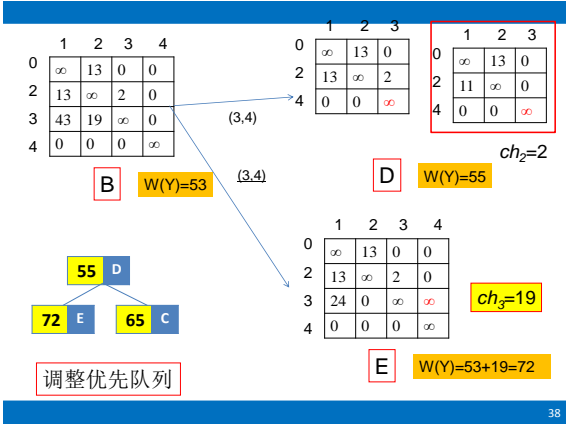 1 2 3 4
0 ∞ 13 0 0
2 13 ∞ 2 0
3 43 19 ∞ 0
4 0 0 0 ∞
B
W(Y)=53
(3,4)
(3,4)
1 2 3
0 ∞ 13 0
2 13 ∞ 2
4 0 0 ∞
1 2 3
0 ∞ 13 0
2 11 ∞ 0
4 0 0 ∞
ch2=2
D
W(Y)=55
1 2 3 4
0 ∞ 13 0 0
2 13 ∞ 2 0
3 24 0 ∞ ∞
4 0 0 0 ∞
ch3=19
E
W(Y)=53+19=72
55 D
72 E
65 C
调整优先队列
38